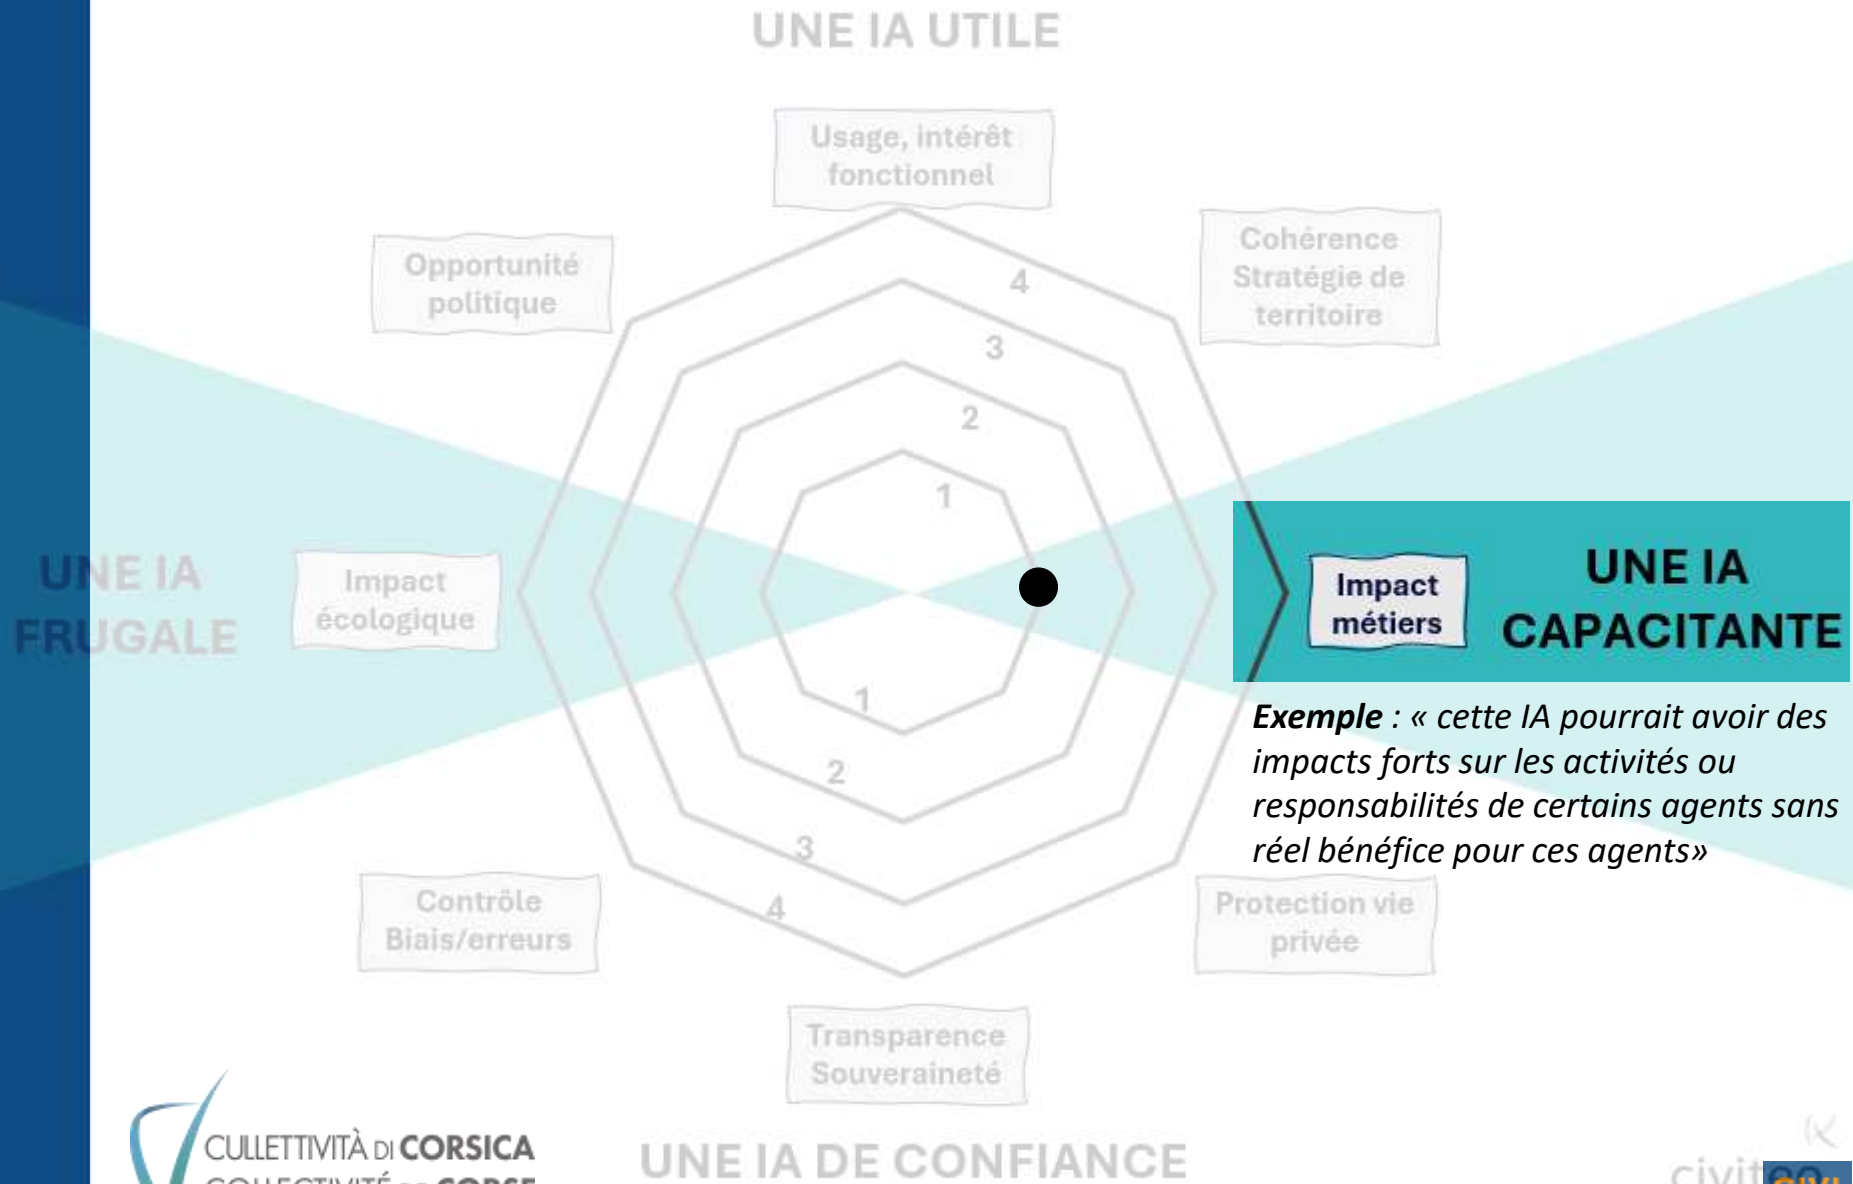 UNE IA UTILE
Usage, intérêt
fonctionnel
Opportunité
politique
Cohérence
Stratégie de
territoire
4
3
2
1
UNE IA
FRUGALE
Impact
écologique
Impact
métiers
UNE IA
CAPACITANTE
Exemple : « cette IA pourrait avoir des
impacts forts sur les activités ou
responsabilités de certains agents sans
réel bénéfice pour ces agents»
1
2
3
4
Contrôle
Biais/erreurs
Protection vie
privée
Transparence
Souveraineté
CULLETTIVITÀ DI CORSICA
COLLECTIVITÉ DE CORSE
UNE IA DE CONFIANCE